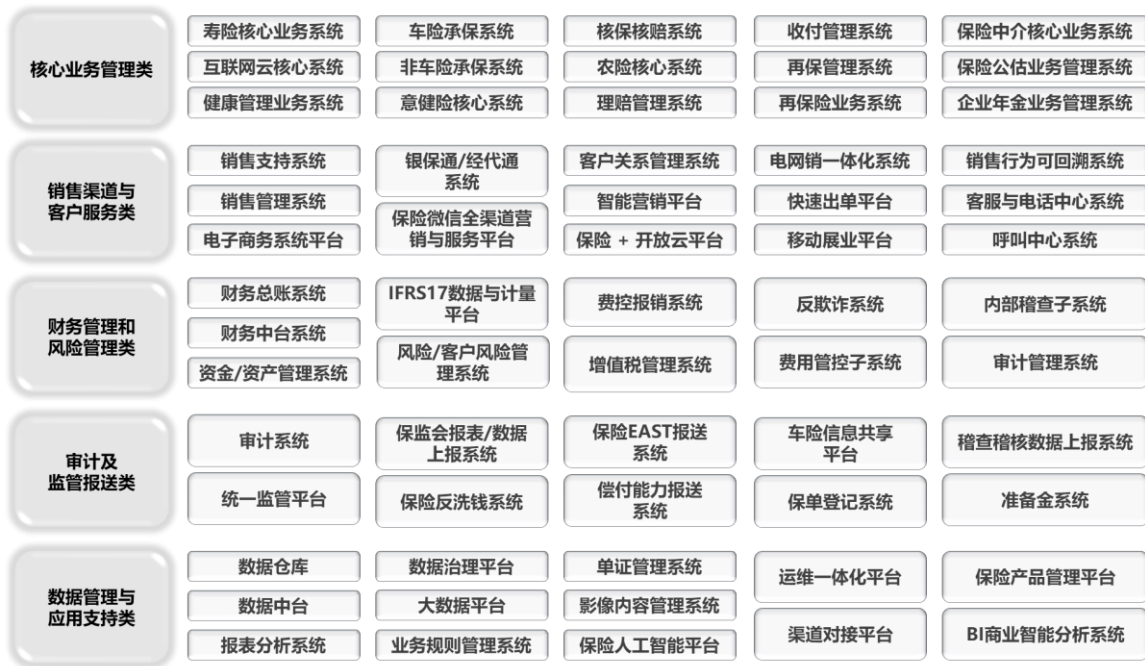 核心业务管理类
寿险核心业务系统 车险承保系统 核保核赔系统 收付管理系统 保险中介核心业务系统
互联网云核心系统 非车险承保系统 农险核心系统 再保管理系统 保险公估业务管理系统
健康管理业务系统 意健险核心系统 理赔管理系统 再保险业务系统 企业年金业务管理系统
销售渠道与
客户服务类
销售支持系统
销售管理系统
电子商务系统平台
银保通/经代通
系统
保险微信全渠道营
销与服务平台
客户关系管理系统
智能营销平台
保险 + 开放云平台
电网销一体化系统
快速出单平台
移动展业平台
销售行为可回溯系统
客服与电话中心系统
呼叫中心系统
财务管理和
风险管理类
财务总账系统
财务中台系统
资金/资产管理系统
IFRS17数据与计量
平台
风险/客户风险管
理系统
费控报销系统
增值税管理系统
反欺诈系统
费用管控子系统
内部稽查子系统
审计管理系统
审计及
监管报送类
审计系统
统一监管平台
保监会报表/数据
上报系统
保险反洗钱系统
保险EAST报送
系统
偿付能力报送
系统
车险信息共享
平台
保单登记系统
稽查稽核数据上报系统
准备金系统
数据管理与
应用支持类
数据仓库
数据中台
报表分析系统
数据治理平台
大数据平台
业务规则管理系统
单证管理系统
影像内容管理系统
保险人工智能平台
运维一体化平台
渠道对接平台
保险产品管理平台
BI商业智能分析系统